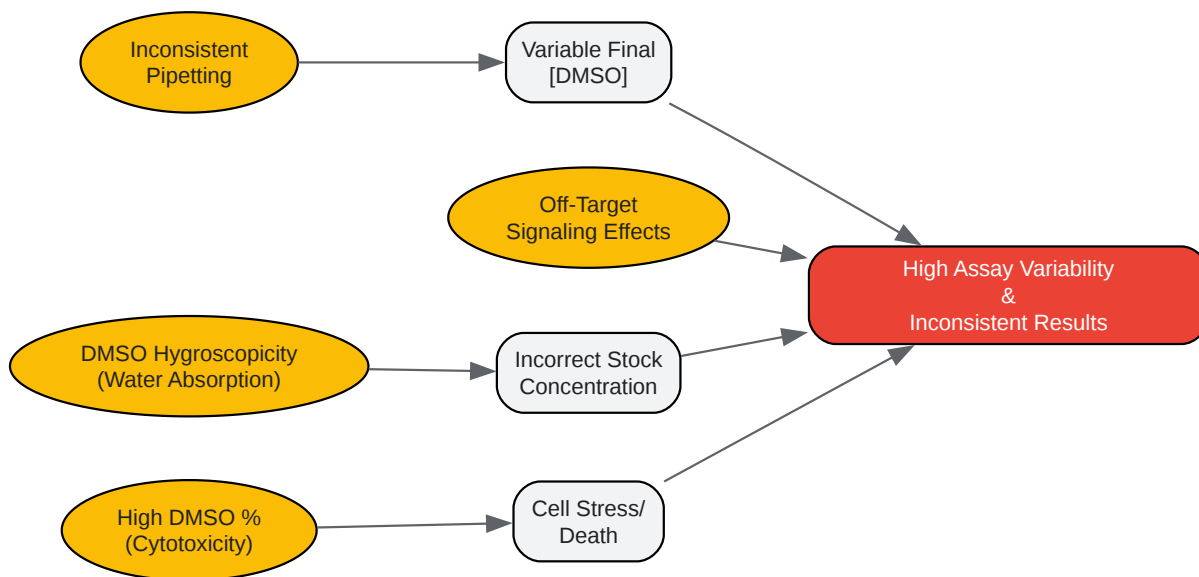 Inconsistent
Pipetting
Variable Final
[DMSO]
Off-Target
Signaling Effects
High Assay Variability
&
Inconsistent Results
DMSO Hygroscopicity
(Water Absorption)
Incorrect Stock
Concentration
High DMSO %
(Cytotoxicity)
Cell Stress/
Death